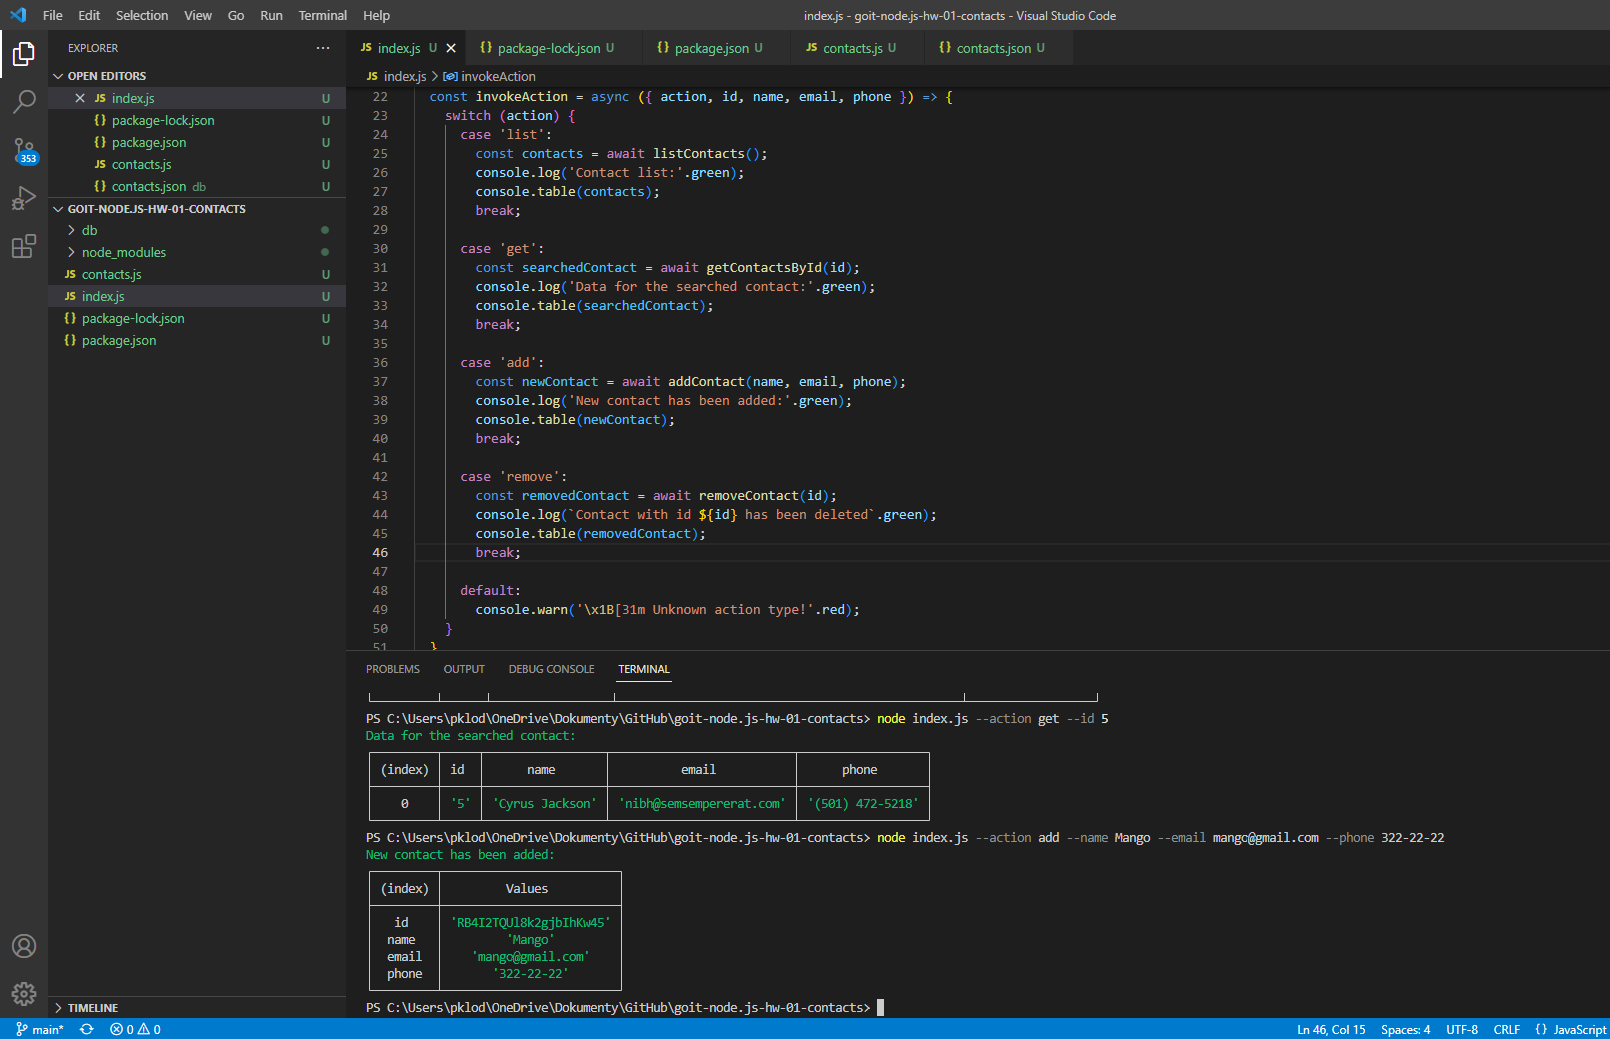 File Edit Selection View Go Run Terminal Help
index.js - goit-node.js-hw-01-contacts - Visual Studio Code
EXPLORER
OPEN EDITORS
JS index.js U
{} package-lock.json U
{} package.json U
JS contacts.js U
{} contacts.json db U
353
GOIT-NODE.JS-HW-01-CONTACTS
db
node_modules
JS contacts.js U
JS index.js U
{} package-lock.json U
{} package.json U
TIMELINE
JS index.js U {} package-lock.json U {} package.json U JS contacts.js U {} contacts.json U
JS index.js > invokeAction
22 const invokeAction = async ({ action, id, name, email, phone }) => {
23 switch (action) {
24 case 'list':
25 const contacts = await listContacts();
26 console.log('Contact list:'.green);
27 console.table(contacts);
28 break;
29
30 case 'get':
31 const searchedContact = await getContactsById(id);
32 console.log('Data for the searched contact:'.green);
33 console.table(searchedContact);
34 break;
35
36 case 'add':
37 const newContact = await addContact(name, email, phone);
38 console.log('New contact has been added:'.green);
39 console.table(newContact);
40 break;
41
42 case 'remove':
43 const removedContact = await removeContact(id);
44 console.log(`Contact with id ${id} has been deleted`.green);
45 console.table(removedContact);
46 break;
47
48 default:
49 console.warn('\x1B[31m Unknown action type!'.red);
50 }
51 }
PROBLEMS OUTPUT DEBUG CONSOLE TERMINAL
PS C:\Users\pklod\OneDrive\Dokumenty\GitHub\goit-node.js-hw-01-contacts> node index.js --action get --id 5
Data for the searched contact:
(index) id name email phone
0 '5' 'Cyrus Jackson' 'nibh@semsempererat.com' '(501) 472-5218'
PS C:\Users\pklod\OneDrive\Dokumenty\GitHub\goit-node.js-hw-01-contacts> node index.js --action add --name Mango --email mango@gmail.com --phone 322-22-22
New contact has been added:
(index) Values
id 'RB4I2TQUl8k2gjbIhKw45'
name 'Mango'
email 'mango@gmail.com'
phone '322-22-22'
PS C:\Users\pklod\OneDrive\Dokumenty\GitHub\goit-node.js-hw-01-contacts>
main* 0 0 Ln 46, Col 15 Spaces: 4 UTF-8 CRLF {} JavaScript